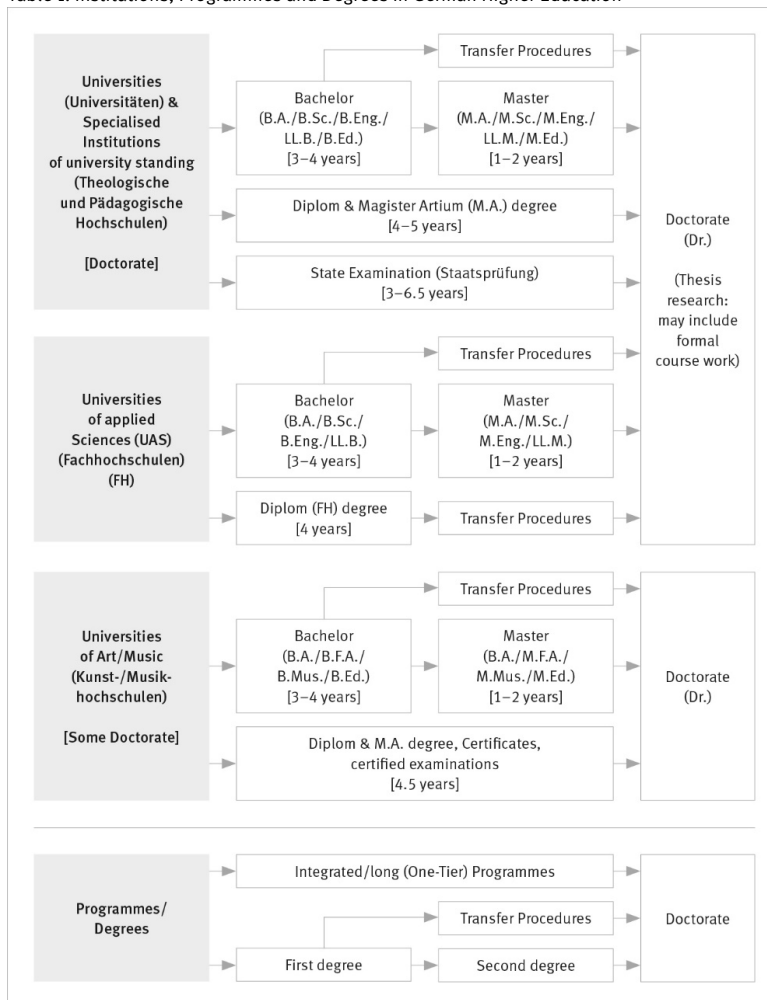 Table 1: Institutions, Programmes and Degrees in German Higher Education
Universities
(Universitäten) &
Specialised
Institutions
of university standing
(Theologische
und Pädagogische
Hochschulen)
[Doctorate]
Transfer Procedures
Bachelor
(B.A./B.Sc./B.Eng./
LL.B./B.Ed.)
[3–4 years]
Master
(M.A./M.Sc./M.Eng./
LL.M./M.Ed.)
[1–2 years]
Diplom & Magister Artium (M.A.) degree
[4–5 years]
State Examination (Staatsprüfung)
[3–6.5 years]
Doctorate
(Dr.)
(Thesis
research:
may include
formal
course work)
Universities
of applied
Sciences (UAS)
(Fachhochschulen)
(FH)
Transfer Procedures
Bachelor
(B.A./B.Sc./
B.Eng./LL.B.)
[3–4 years]
Master
(M.A./M.Sc./
M.Eng./LL.M.)
[1–2 years]
Diplom (FH) degree
[4 years]
Transfer Procedures
Universities
of Art/Music
(Kunst-/Musik-
hochschulen)
[Some Doctorate]
Transfer Procedures
Bachelor
(B.A./B.F.A./
B.Mus./B.Ed.)
[3–4 years]
Master
(B.A./M.F.A./
M.Mus./M.Ed.)
[1–2 years]
Diplom & M.A. degree, Certificates,
certified examinations
[4.5 years]
Doctorate
(Dr.)
Programmes/
Degrees
Integrated/long (One-Tier) Programmes
Transfer Procedures
First degree
Second degree
Doctorate